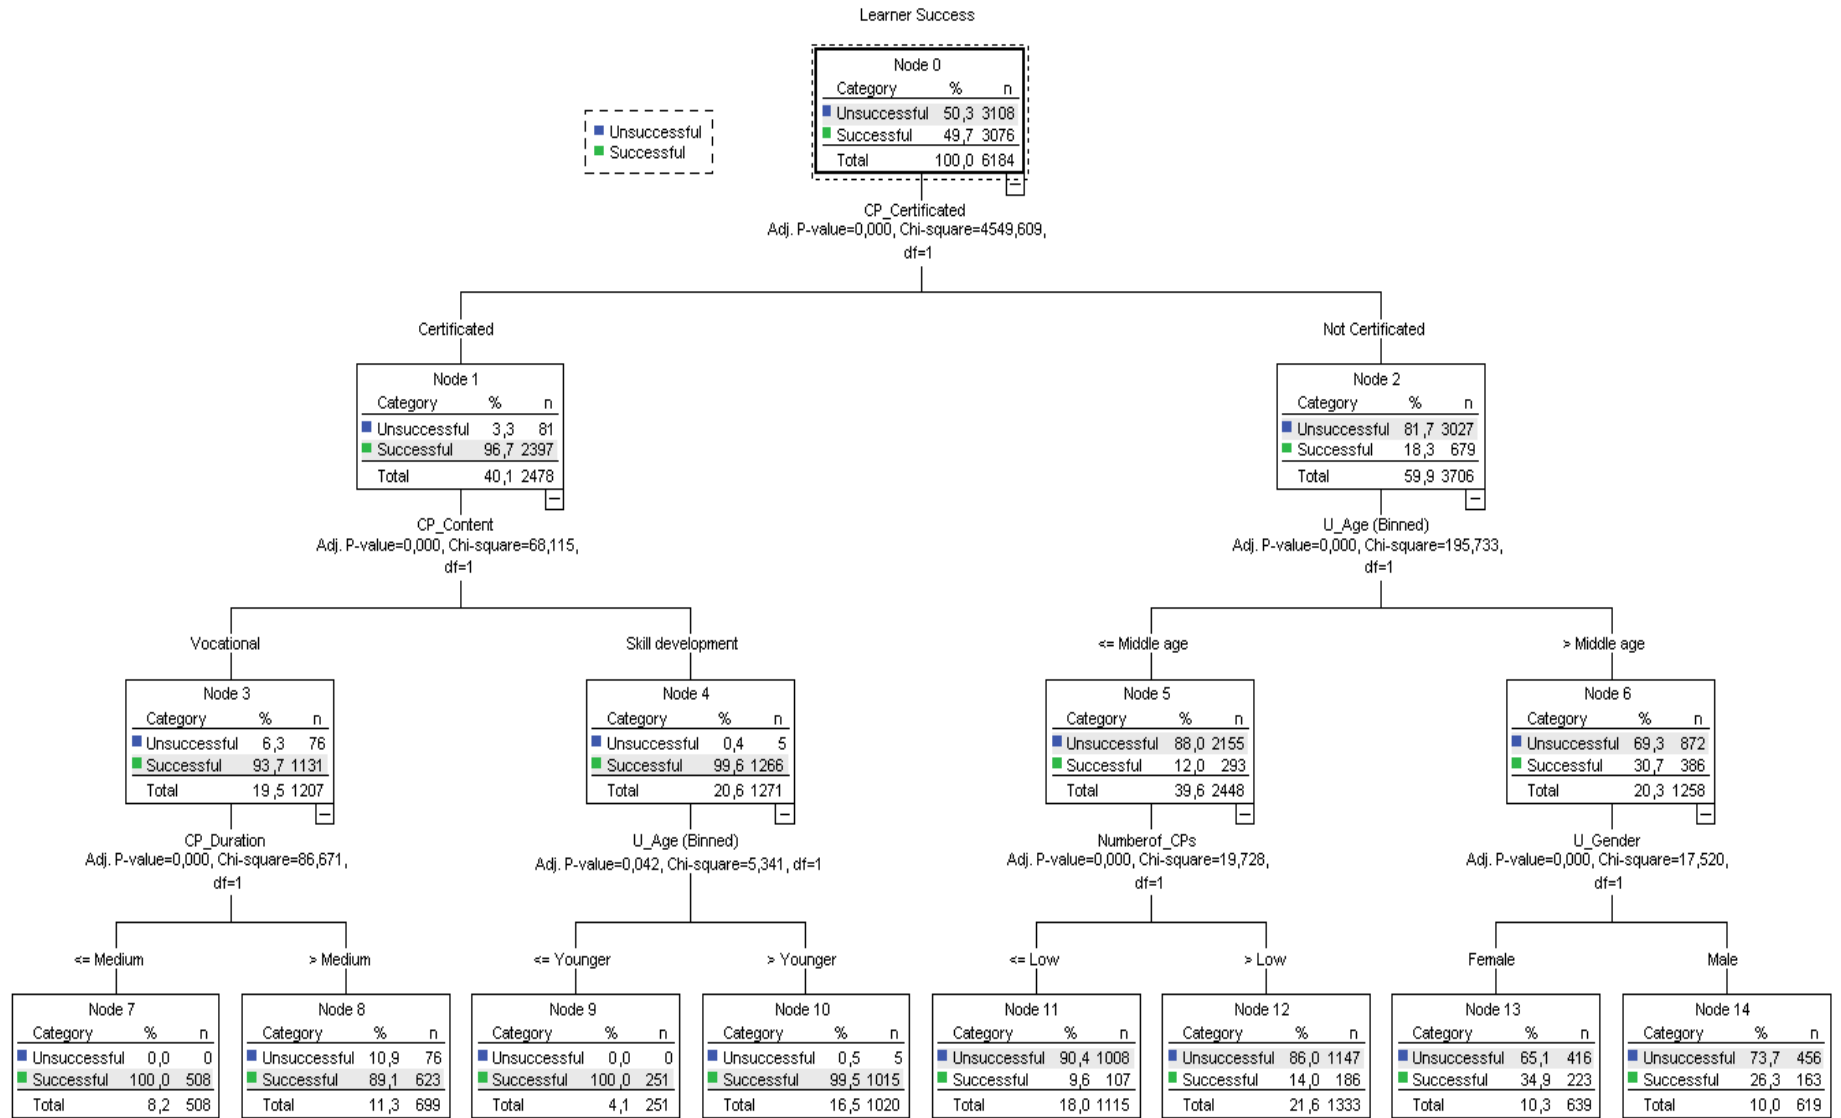 Learner Success
Unsuccessful
Successful
Node 0
Category % n
Unsuccessful 50,3 3108
Successful 49,7 3076
Total 100,0 6184
CP_Certificated
Adj. P-value=0,000, Chi-square=4549,609,
df=1
Certificated
Not Certificated
Node 1
Category % n
Unsuccessful 3,3 81
Successful 96,7 2397
Total 40,1 2478
CP_Content
Adj. P-value=0,000, Chi-square=68,115,
df=1
Node 2
Category % n
Unsuccessful 81,7 3027
Successful 18,3 679
Total 59,9 3706
U_Age (Binned)
Adj. P-value=0,000, Chi-square=195,733,
df=1
Vocational
Skill development
<= Middle age
> Middle age
Node 3
Category % n
Unsuccessful 6,3 76
Successful 93,7 1131
Total 19,5 1207
CP_Duration
Adj. P-value=0,000, Chi-square=86,671,
df=1
Node 4
Category % n
Unsuccessful 0,4 5
Successful 99,6 1266
Total 20,6 1271
U_Age (Binned)
Adj. P-value=0,042, Chi-square=5,341, df=1
Node 5
Category % n
Unsuccessful 88,0 2155
Successful 12,0 293
Total 39,6 2448
Numberof_CPs
Adj. P-value=0,000, Chi-square=19,728,
df=1
Node 6
Category % n
Unsuccessful 69,3 872
Successful 30,7 386
Total 20,3 1258
U_Gender
Adj. P-value=0,000, Chi-square=17,520,
df=1
<= Medium
> Medium
<= Younger
> Younger
<= Low
> Low
Female
Male
Node 7
Category % n
Unsuccessful 0,0 0
Successful 100,0 508
Total 8,2 508
Node 8
Category % n
Unsuccessful 10,9 76
Successful 89,1 623
Total 11,3 699
Node 9
Category % n
Unsuccessful 0,0 0
Successful 100,0 251
Total 4,1 251
Node 10
Category % n
Unsuccessful 0,5 5
Successful 99,5 1015
Total 16,5 1020
Node 11
Category % n
Unsuccessful 90,4 1008
Successful 9,6 107
Total 18,0 1115
Node 12
Category % n
Unsuccessful 86,0 1147
Successful 14,0 186
Total 21,6 1333
Node 13
Category % n
Unsuccessful 65,1 416
Successful 34,9 223
Total 10,3 639
Node 14
Category % n
Unsuccessful 73,7 456
Successful 26,3 163
Total 10,0 619